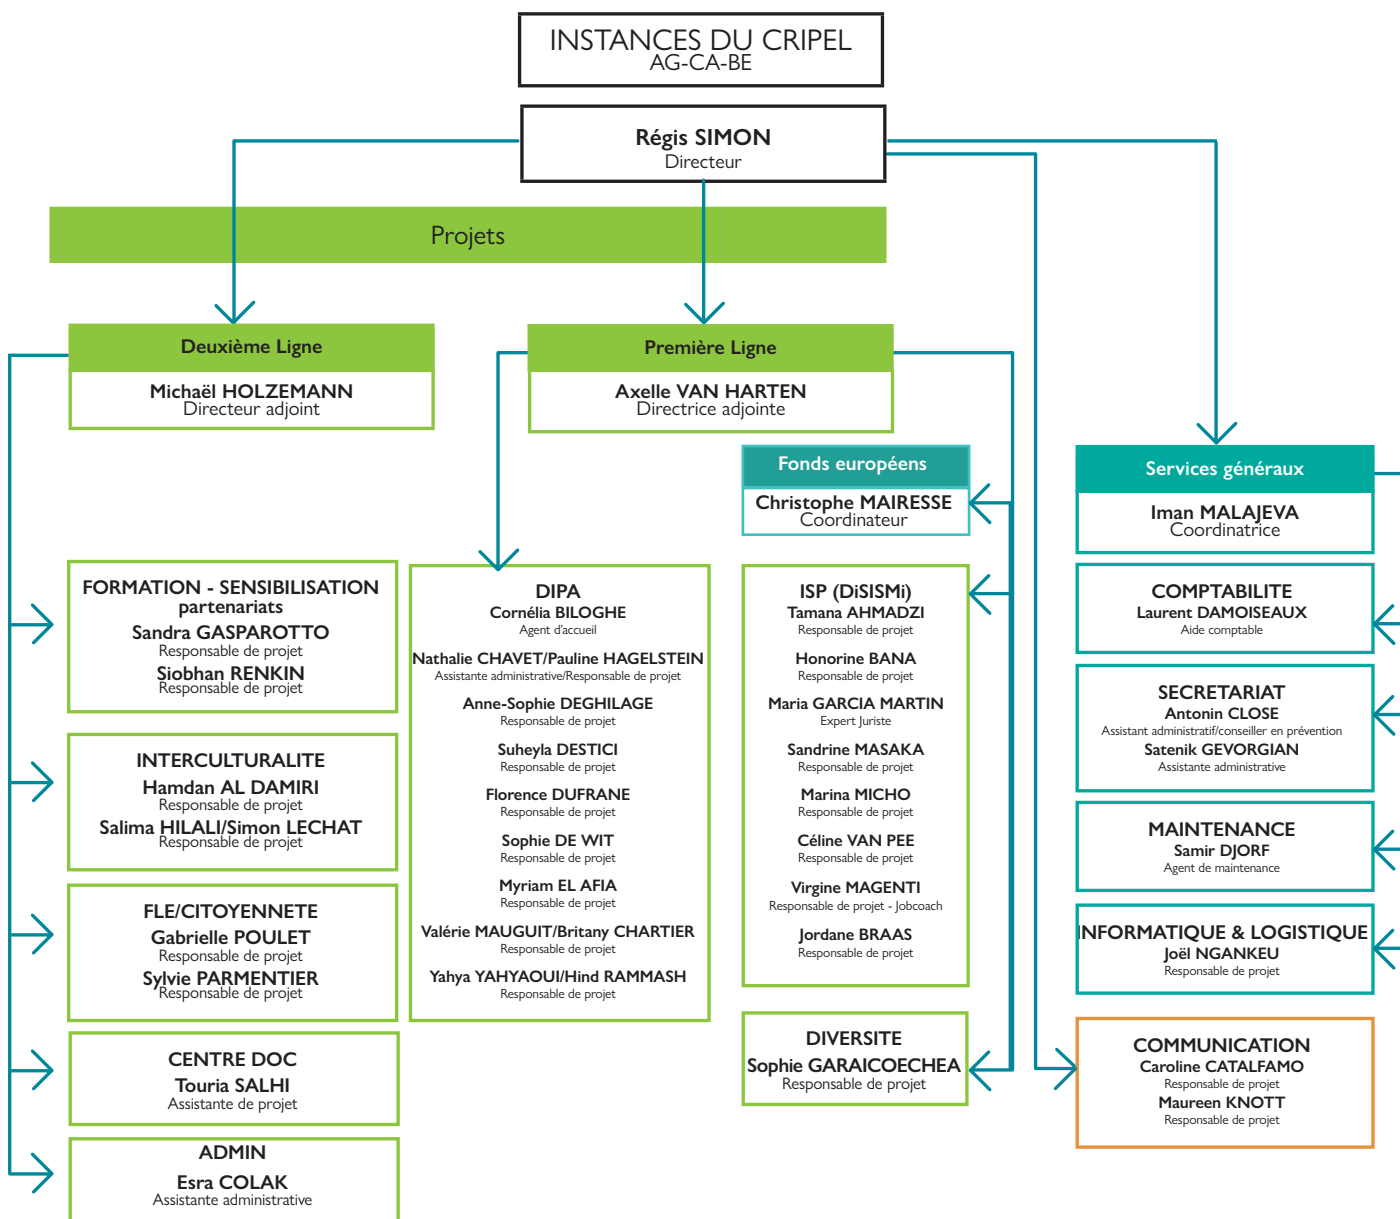 INSTANCES DU CRIPEL
AG-CA-BE
Régis SIMON
Directeur
Projets
Deuxième Ligne
Michaël HOLZEMANN
Directeur adjoint
Première Ligne
Axelle VAN HARTEN
Directrice adjointe
Fonds européens
Christophe MAIRESSE
Coordinateur
Services généraux
Iman MALAJEVA
Coordinatrice
FORMATION - SENSIBILISATION
partenariats
Sandra GASPAROTTO
Responsable de projet
Siobhan RENKIN
Responsable de projet
INTERCULTURALITE
Hamdan AL DAMIRI
Responsable de projet
Salima HILALI/Simon LECHAT
Responsable de projet
FLE/CITOYENNETE
Gabrielle POULET
Responsable de projet
Sylvie PARMENTIER
Responsable de projet
CENTRE DOC
Touria SALHI
Assistante de projet
ADMIN
Esra COLAK
Assistante administrative
DIPA
Cornélia BILOGHE
Agent d'accueil
Nathalie CHAVET/Pauline HAGELSTEIN
Assistante administrative/Responsable de projet
Anne-Sophie DEGHILAGE
Responsable de projet
Suheyla DESTICI
Responsable de projet
Florence DUFRANE
Responsable de projet
Sophie DE WIT
Responsable de projet
Myriam EL AFIA
Responsable de projet
Valérie MAUGUIT/Britany CHARTIER
Responsable de projet
Yahya YAHYAOUI/Hind RAMMASH
Responsable de projet
ISP (DiSISMi)
Tamana AHMADZI
Responsable de projet
Honorine BANA
Responsable de projet
Maria GARCIA MARTIN
Expert Juriste
Sandrine MASAKA
Responsable de projet
Marina MICHO
Responsable de projet
Céline VAN PEE
Responsable de projet
Virgine MAGENTI
Responsable de projet - Jobcoach
Jordane BRAAS
Responsable de projet
DIVERSITE
Sophie GARAICOECHEA
Responsable de projet
COMPTABILITE
Laurent DAMOISEAUX
Aide comptable
SECRETARIAT
Antonin CLOSE
Assistant administratif/conseiller en prévention
Satenik GEVORGIAN
Assistante administrative
MAINTENANCE
Samir DJORF
Agent de maintenance
INFORMATIQUE & LOGISTIQUE
Joël NGANKEU
Responsable de projet
COMMUNICATION
Caroline CATALFAMO
Responsable de projet
Maureen KNOTT
Responsable de projet